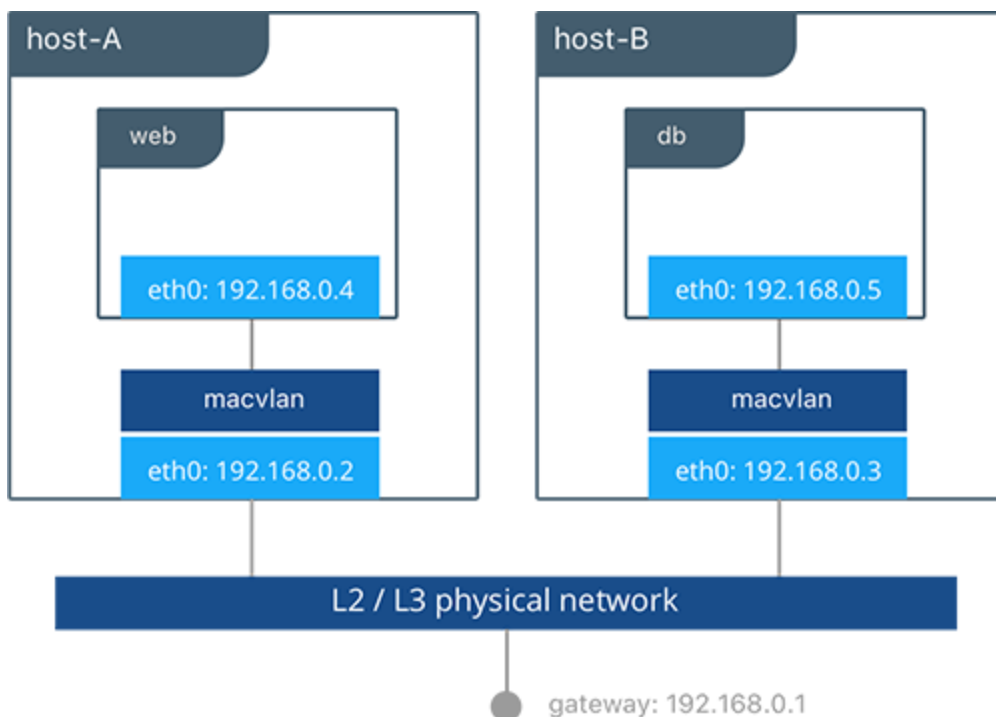 host-A
host-B
web
db
eth0: 192.168.0.4
eth0: 192.168.0.5
macvlan
macvlan
eth0: 192.168.0.2
eth0: 192.168.0.3
L2 / L3 physical network
gateway: 192.168.0.1